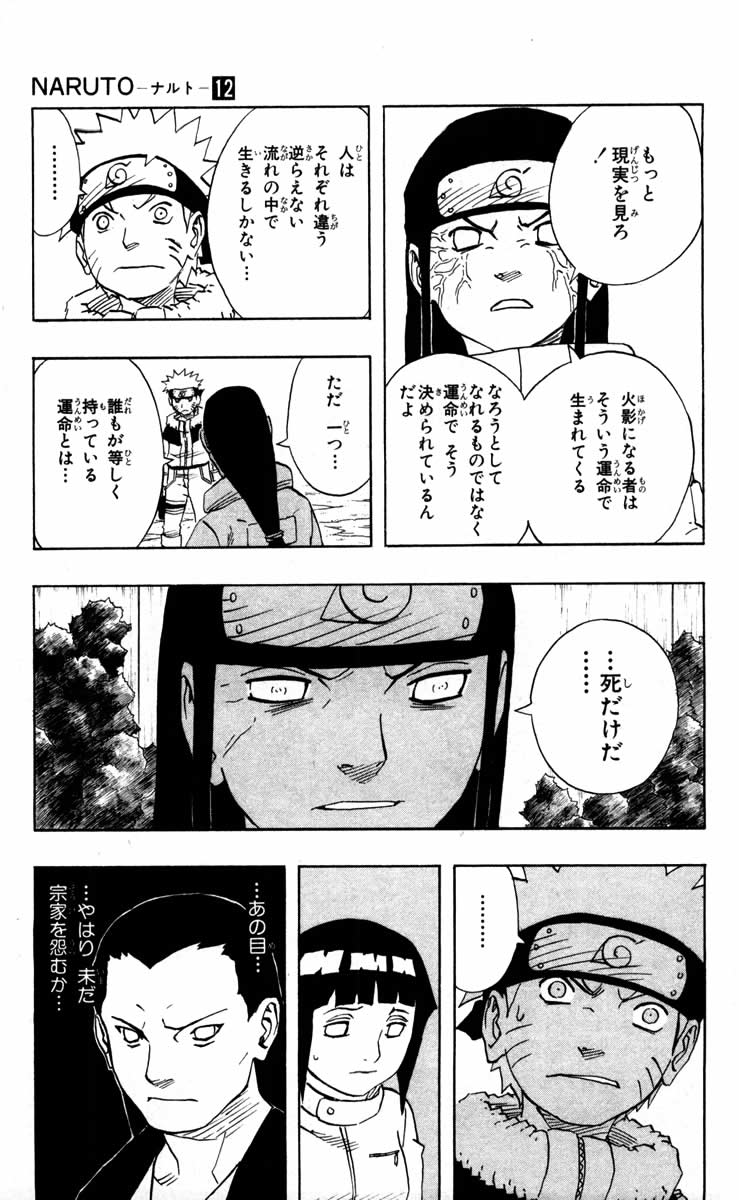 NARUTO―ナルト―12
もっと
現実を見ろ
！
火影になる者は
そういう運命で
生まれてくる
なろうとして
なれるものではなく
運命で そう
決められているん
だよ
人は
それぞれ違う
逆らえない
流れの中で
生きるしかない…
………
ただ 一つ…
誰もが等しく
持っている
運命とは…
…死だけだ
……
………
…あの目…
…やはり 未だ
宗家を怨むか…